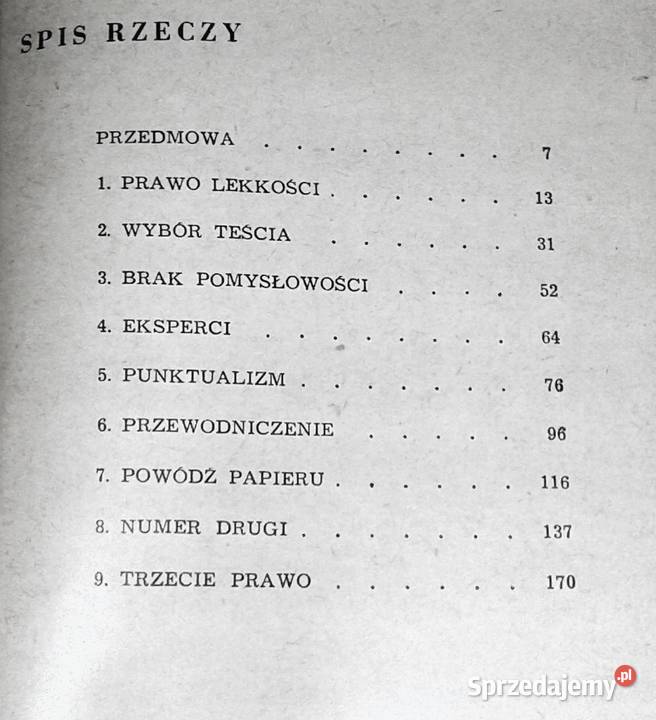 SPIS RZECZY
PRZEDMOWA . . . . . . . . 7
1. PRAWO LEKKOŚCI . . . . . . 13
2. WYBÓR TEŚCIA . . . . . . 31
3. BRAK POMYSŁOWOŚCI . . . . 52
4. EKSPERCI . . . . . . . . 64
5. PUNKTUALIZM . . . . . . . 76
6. PRZEWODNICZENIE . . . . . 96
7. POWÓDŹ PAPIERU . . . . . . 116
8. NUMER DRUGI . . . . . . . 137
9. TRZECIE PRAWO . . . . . . 170
Sprzedajemy.pl